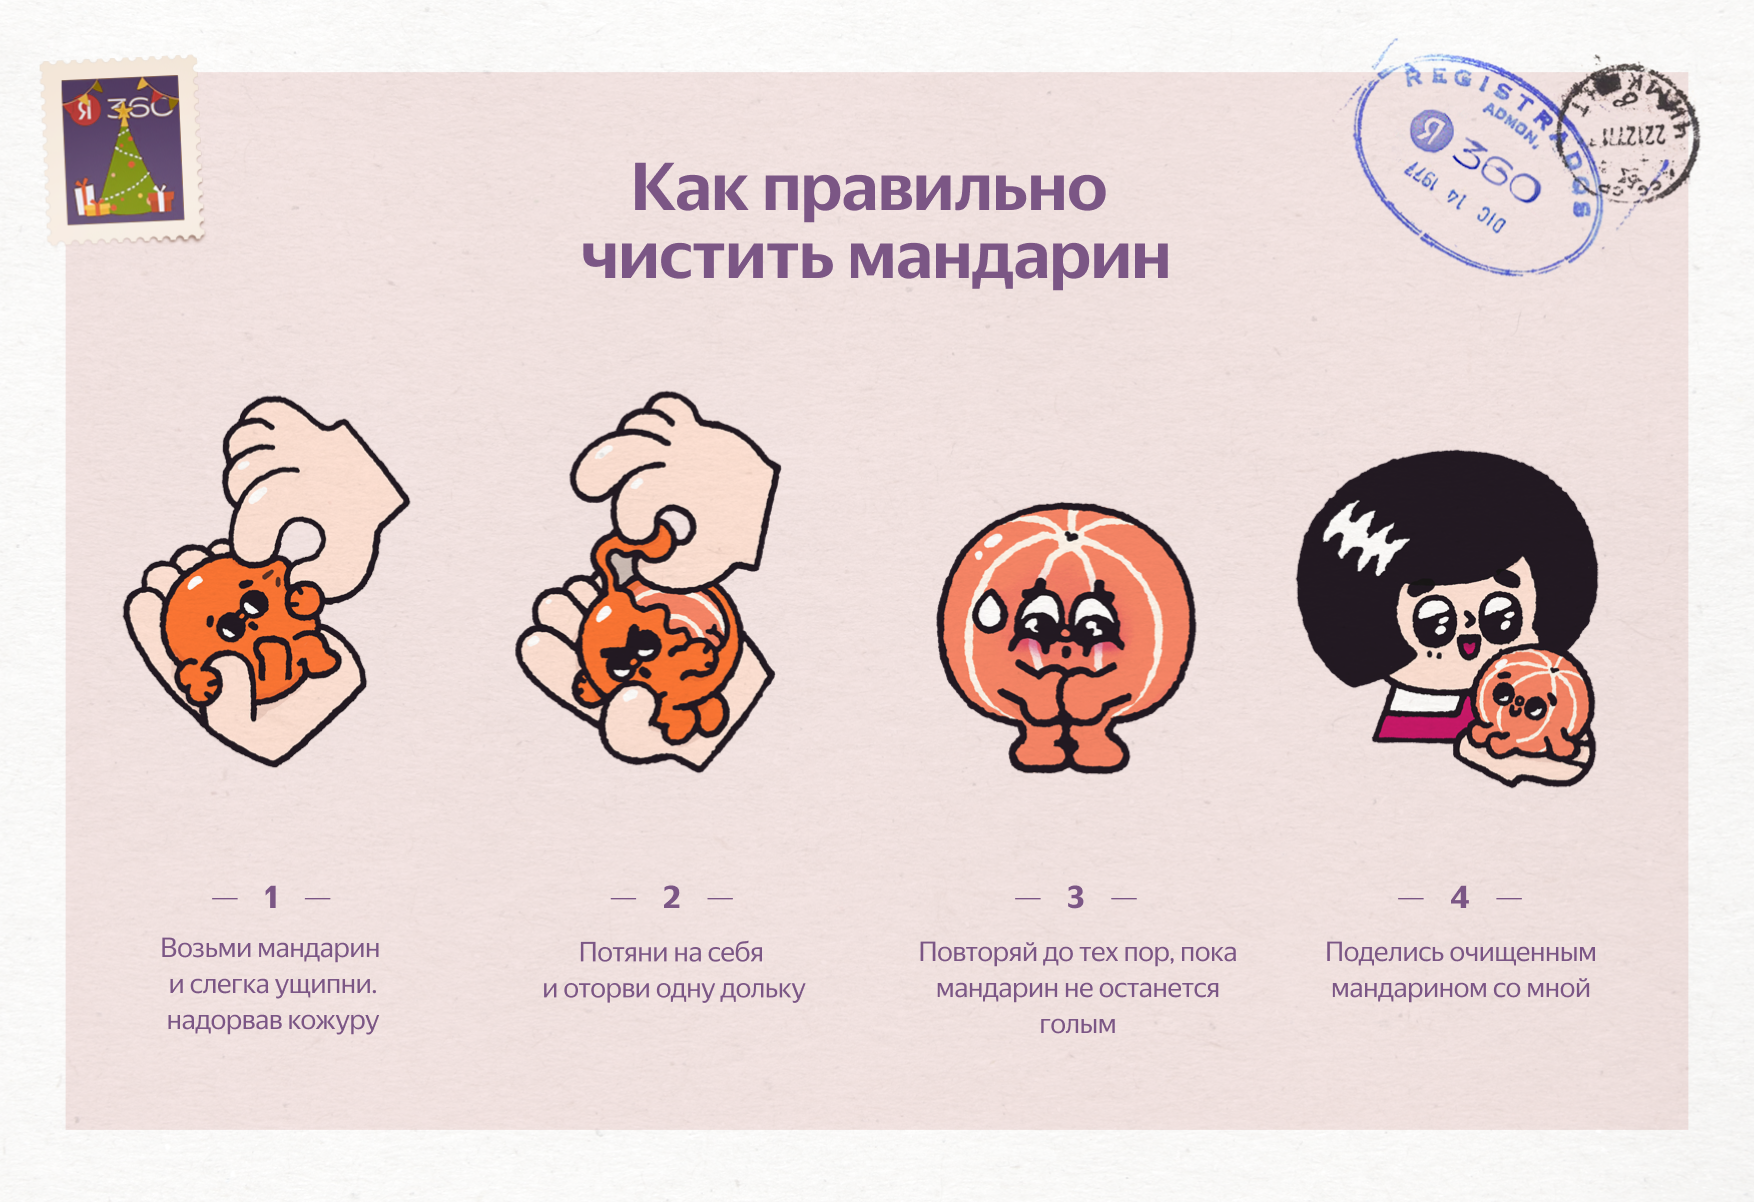 Я 360
REGISTRADOS
ADMON,
Я 360
DIC 14 1977
Как правильно
чистить мандарин
1
Возьми мандарин
и слегка ущипни.
надорвав кожуру
2
Потяни на себя
и оторви одну дольку
3
Повторяй до тех пор, пока
мандарин не останется
голым
4
Поделись очищенным
мандарином со мной